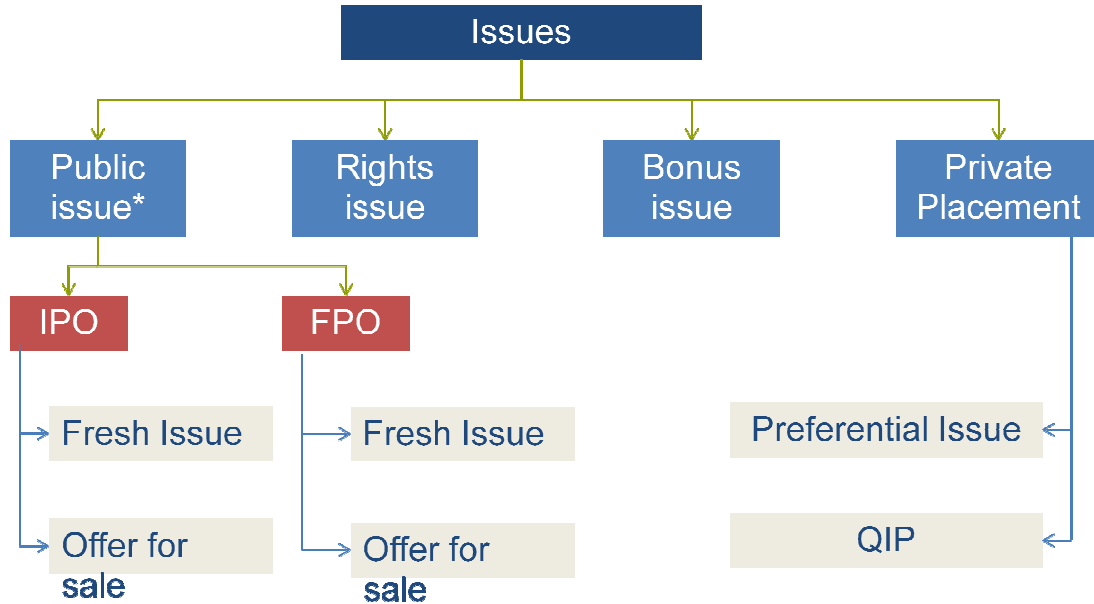 Issues
Public
issue*
Rights
issue
Bonus
issue
Private
Placement
IPO
FPO
Fresh Issue
Fresh Issue
Preferential Issue
Offer for
sale
Offer for
sale
QIP